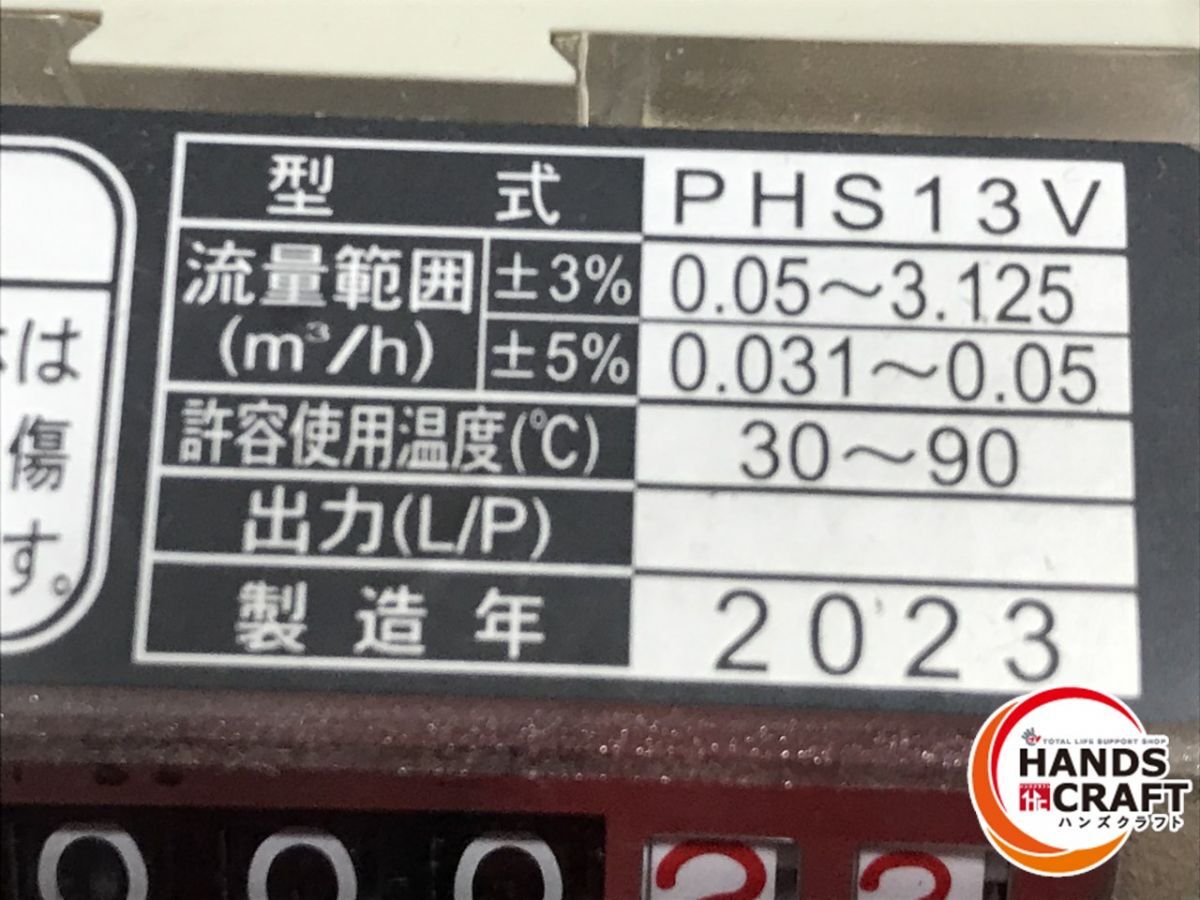 型式 PHS13V
流量範囲 (m³/h) ±3% 0.05～3.125
±5% 0.031～0.05
許容使用温度(℃) 30～90
出力(L/P)
製造年 2023
は
傷
す。
TOTAL LIFE SUPPORT SHOP
HANDS
CRAFT
ハンズクラフト
000